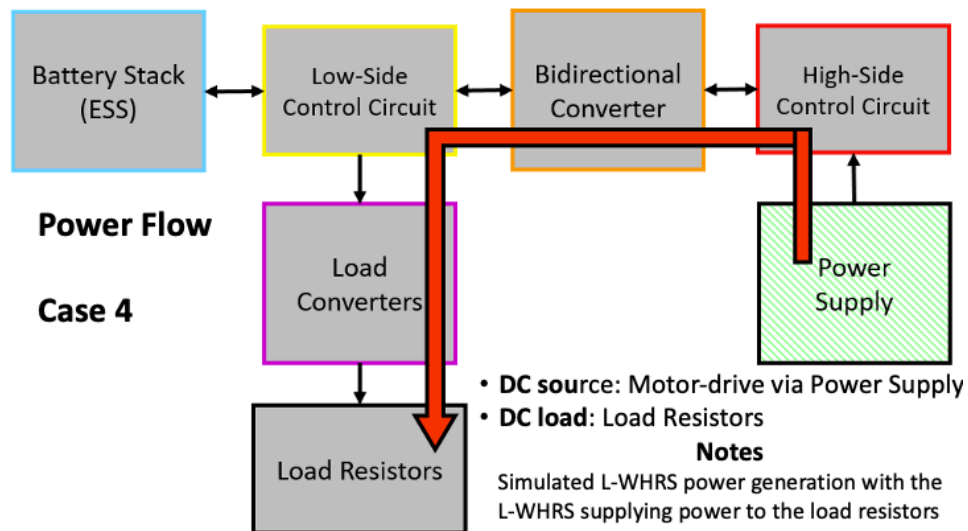 Battery Stack
(ESS)
Low-Side
Control Circuit
Bidirectional
Converter
High-Side
Control Circuit
Power Flow
Case 4
Load
Converters
Power
Supply
• DC source: Motor-drive via Power Supply
• DC load: Load Resistors
Load Resistors
Notes
Simulated L-WHRS power generation with the
L-WHRS supplying power to the load resistors